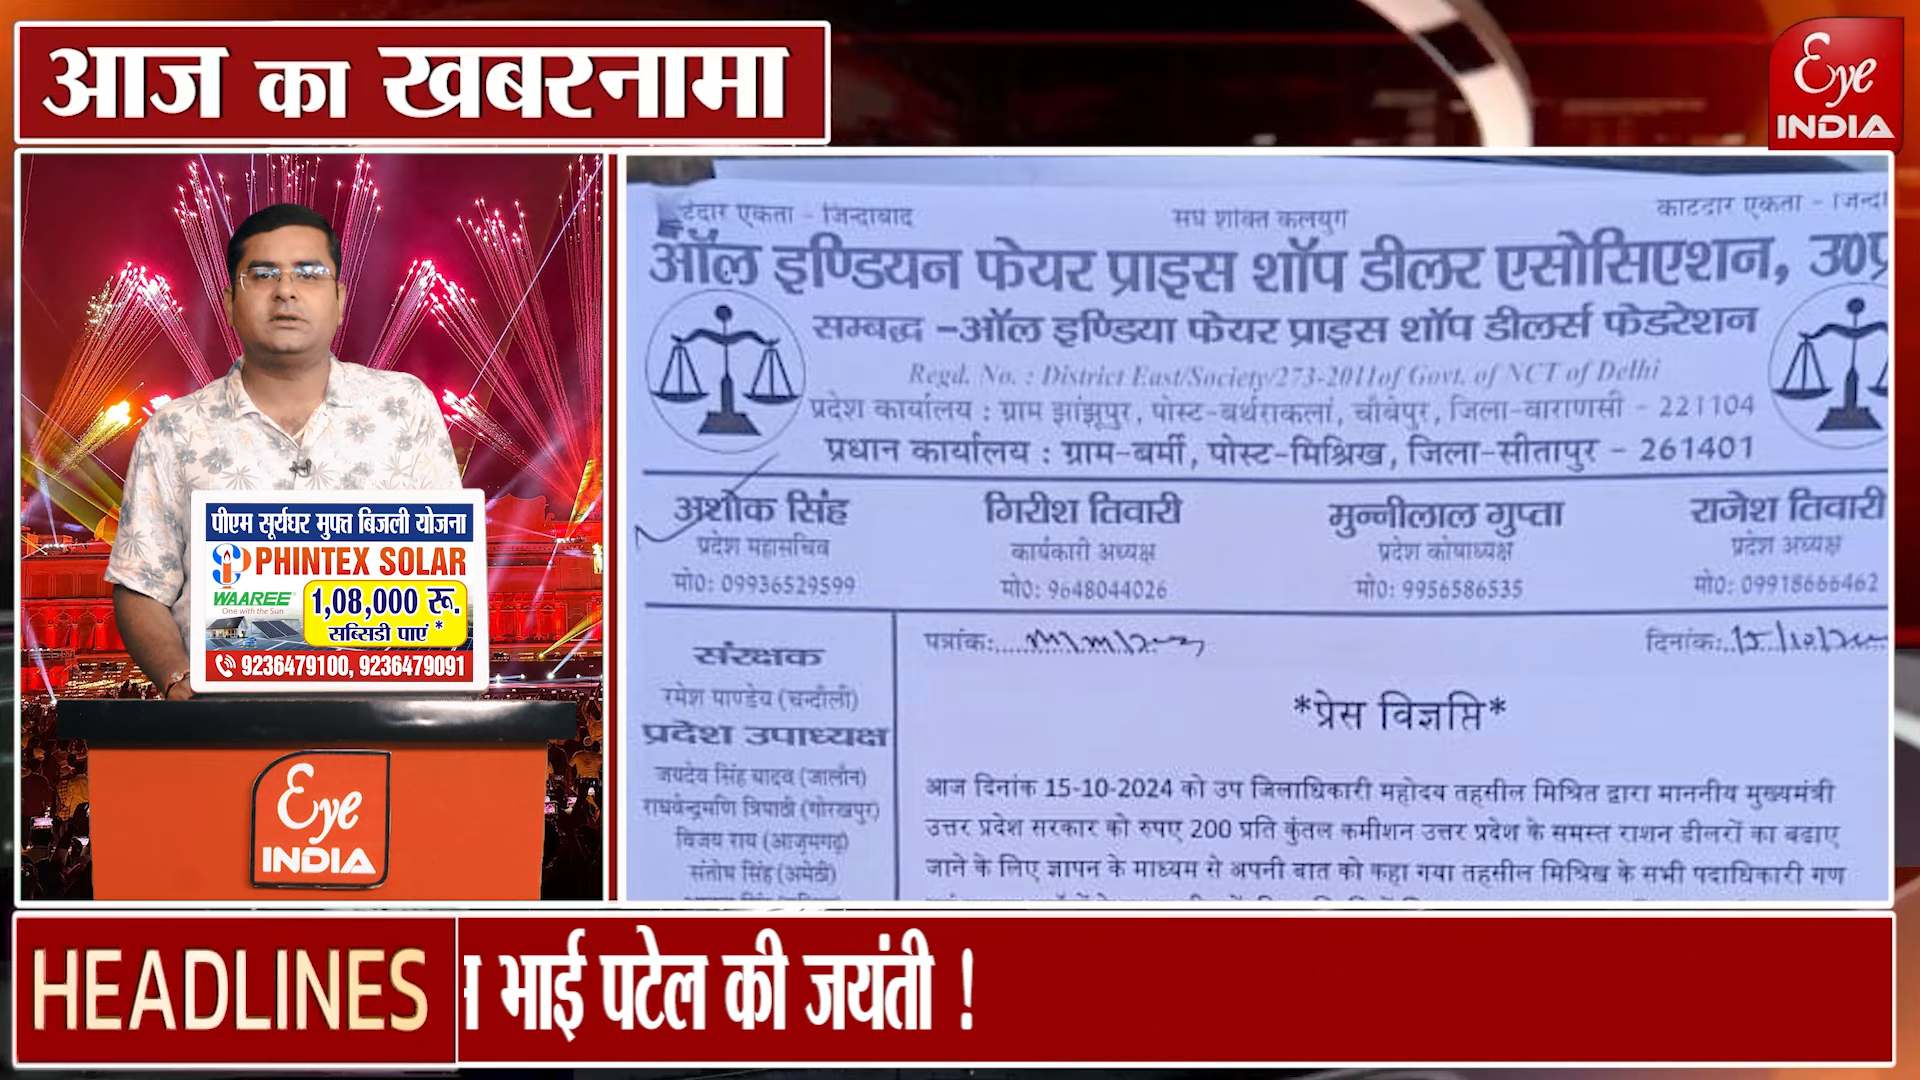 आज का खबरनामा
Eye
INDIA
पीएम सूर्यघर मुफ्त बिजली योजना
PHINTEX SOLAR
WAAREE
One with the Sun
1,08,000 रू.
सब्सिडी पाएं *
9236479100, 9236479091
Eye
INDIA
एकता - जिन्दाबाद
काटदार एकता - जिन्दा
ऑल इण्डियन फेयर प्राइस शॉप डीलर एसोसिएशन, उ0प्र
सम्बद्ध -ऑल इण्डिया फेयर प्राइस शॉप डीलर्स फेडरेशन
Regd. No. : District East/Society/273-2011of Govt. of NCT of Delhi
प्रदेश कार्यालय : ग्राम झांझूपुर, पोस्ट-बर्थराकलां, चौबेपुर, जिला-वाराणसी - 221104
प्रधान कार्यालय : ग्राम-बर्मी, पोस्ट-मिश्रिख, जिला-सीतापुर - 261401
अशोक सिंह गिरीश तिवारी मुन्नीलाल गुप्ता राजेश तिवारी
प्रदेश महासचिव कार्यकारी अध्यक्ष प्रदेश कोषाध्यक्ष प्रदेश अध्यक्ष
मो0: 09936529599 मो0: 9648044026 मो0: 9956586535 मो0: 09918666462
पत्रांक: दिनांक:
संरक्षक
रमेश पाण्डेय (चन्दौली)
प्रदेश उपाध्यक्ष
जयदेव सिंह यादव (जालौन)
राघवेन्द्रमणि त्रिपाठी (गोरखपुर)
विजय राय (आज़मगढ़)
संतोष सिंह (अमेठी)
*प्रेस विज्ञप्ति*
आज दिनांक 15-10-2024 को उप जिलाधिकारी महोदय तहसील मिश्रित द्वारा माननीय मुख्यमंत्री
उत्तर प्रदेश सरकार को रुपए 200 प्रति कुंतल कमीशन उत्तर प्रदेश के समस्त राशन डीलरों का बढाए
जाने के लिए ज्ञापन के माध्यम से अपनी बात को कहा गया तहसील मिश्रिख के सभी पदाधिकारी गण
HEADLINES
भाई पटेल की जयंती !